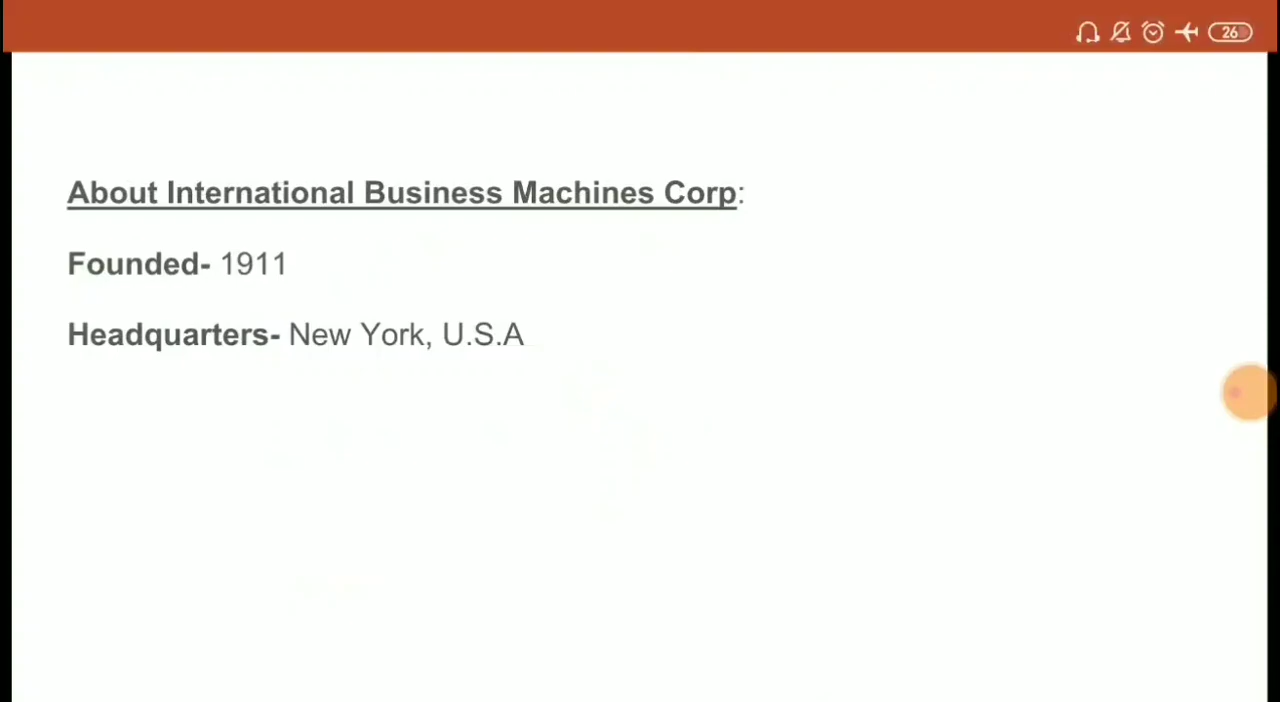 26
About International Business Machines Corp:
Founded- 1911
Headquarters- New York, U.S.A